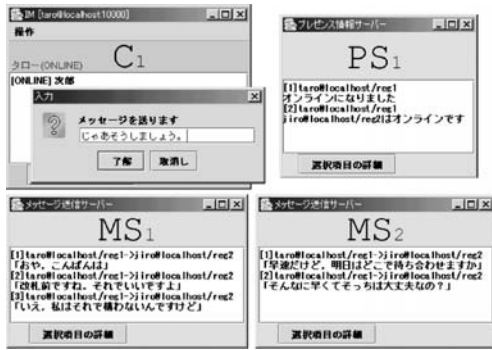 IM [taro@localhost10000]
操作
C1
タロー(ONLINE)
[ONLINE] 次郎
入力
メッセージを送ります
じゃあそうしましょう。
了解
取消し
プレゼンス情報サーバー
PS1
[1]taro@localhost/reg1
オンラインになりました
[2]taro@localhost/reg1
jiro@localhost/reg2はオンラインです
選択項目の詳細
メッセージ送信サーバー
MS1
[1]taro@localhost/reg1->jiro@localhost/reg2
「おや、こんばんは」
[2]taro@localhost/reg1->jiro@localhost/reg2
「改札前ですね。それでいいですよ」
[3]taro@localhost/reg1->jiro@localhost/reg2
「いえ。私はそれで構わないんですけど」
選択項目の詳細
メッセージ送信サーバー
MS2
[1]taro@localhost/reg1->jiro@localhost/reg2
「早速だけど。明日はどこで待ち合わせますか」
[2]taro@localhost/reg1->jiro@localhost/reg2
「そんなに早くてそっちは大丈夫なの？」
選択項目の詳細